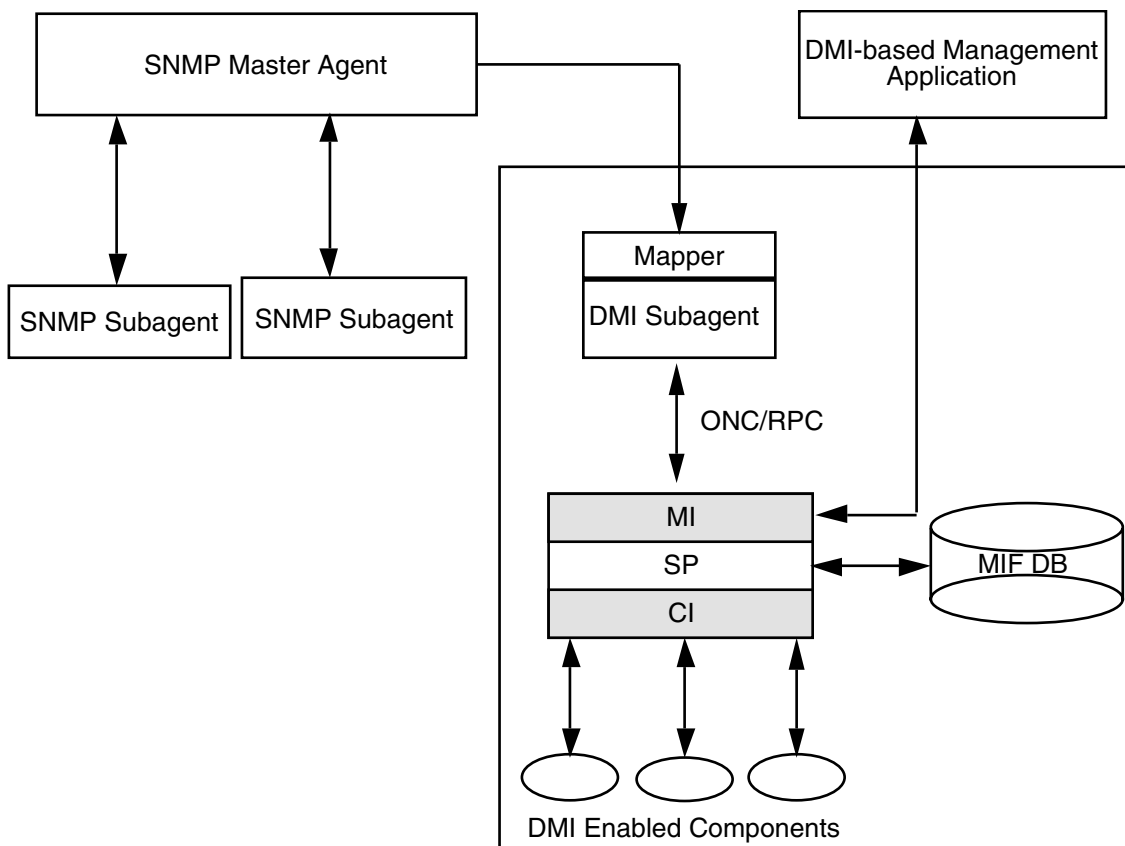 SNMP Master Agent
DMI-based Management
Application
Mapper
SNMP Subagent
SNMP Subagent
DMI Subagent
ONC/RPC
MI
SP
MIF DB
CI
DMI Enabled Components